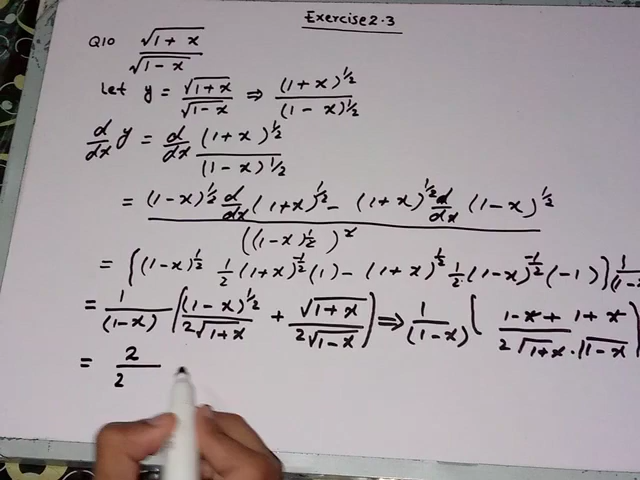 Exercise 2.3
Q10 √(1 + x) / √(1 - x)
Let y = √(1+x) / √(1-x) ⇒ (1+x)^½ / (1-x)^½
d/dx y = d/dx (1+x)^½ / (1-x)^½
= ((1-x)^½ d/dx (1+x)^½ - (1+x)^½ d/dx (1-x)^½) / ((1-x)^½)^2
= [(1-x)^½ ½ (1+x)^-½ (1) - (1+x)^½ ½ (1-x)^-½ (-1)] 1/(1-
= 1/(1-x) [(1-x)^½ / 2√(1+x) + √(1+x) / 2√(1-x)] ⇒ 1/(1-x) (1-x+1+x / 2√(1+x)·√(1-x))
= 2/2